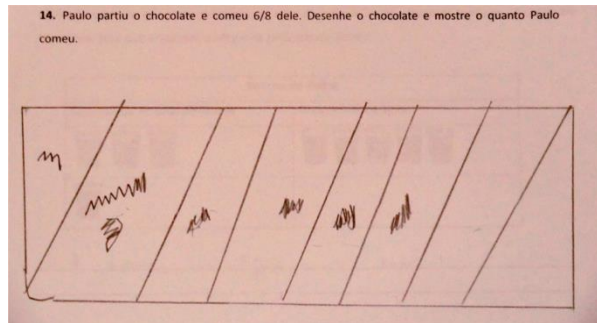 14. Paulo partiu o chocolate e comeu 6/8 dele. Desenhe o chocolate e mostre o quanto Paulo
comeu.